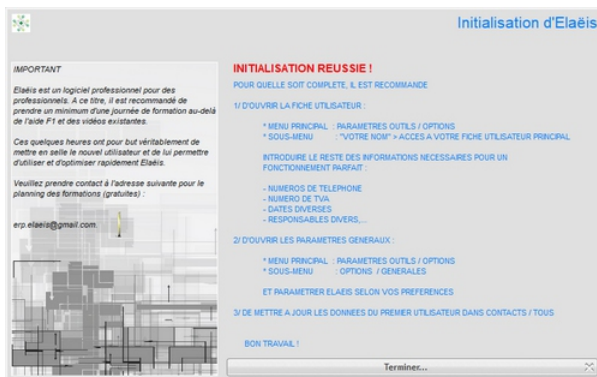 Initialisation d'Elaëis
IMPORTANT
Elaëis est un logiciel professionnel pour des
professionnels. A ce titre, il est recommandé de
prendre un minimum d'une journée de formation au-delà
de l'aide F1 et des vidéos existantes.
Ces quelques heures ont pour but véritablement de
mettre en selle le nouvel utilisateur et de lui permettre
d'utiliser et d'optimiser rapidement Elaëis.
Veuillez prendre contact à l'adresse suivante pour le
planning des formations (gratuites) :
erp.elaeis@gmail.com.
INITIALISATION REUSSIE !
POUR QUELLE SOIT COMPLETE, IL EST RECOMMANDE
1/ D'OUVRIR LA FICHE UTILISATEUR :
* MENU PRINCIPAL : PARAMETRES OUTILS / OPTIONS
* SOUS-MENU : "VOTRE NOM" > ACCES A VOTRE FICHE UTILISATEUR PRINCIPAL
INTRODUIRE LE RESTE DES INFORMATIONS NECESSAIRES POUR UN
FONCTIONNEMENT PARFAIT :
- NUMEROS DE TELEPHONE
- NUMERO DE TVA
- DATES DIVERSES
- RESPONSABLES DIVERS,...
2/ D'OUVRIR LES PARAMETRES GENERAUX :
* MENU PRINCIPAL : PARAMETRES OUTILS / OPTIONS
* SOUS-MENU : OPTIONS / GENERALES
ET PARAMETRER ELAEIS SELON VOS PREFERENCES
3/ DE METTRE A JOUR LES DONNEES DU PREMIER UTILISATEUR DANS CONTACTS / TOUS
BON TRAVAIL !
Terminer...